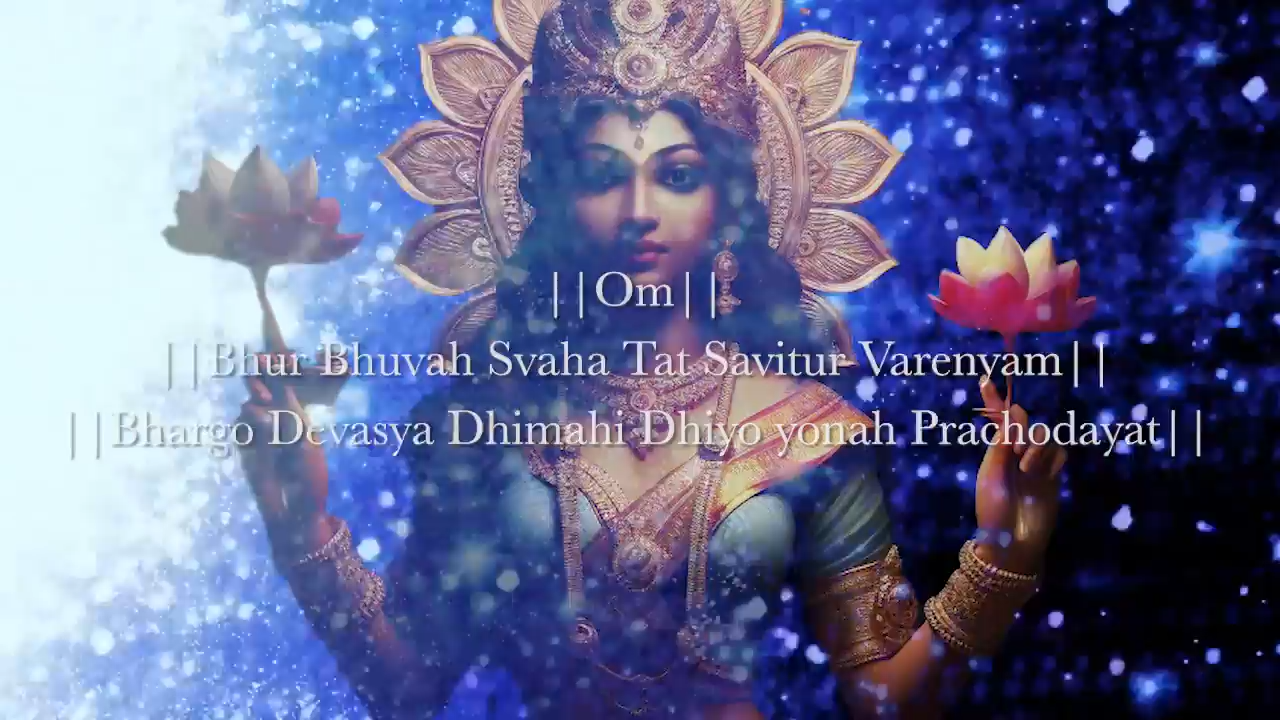 ||Om||
||Bhur Bhuvah Svaha Tat Savitur Varenyam||
||Bhargo Devasya Dhimahi Dhiyo yonah Prachodayat||